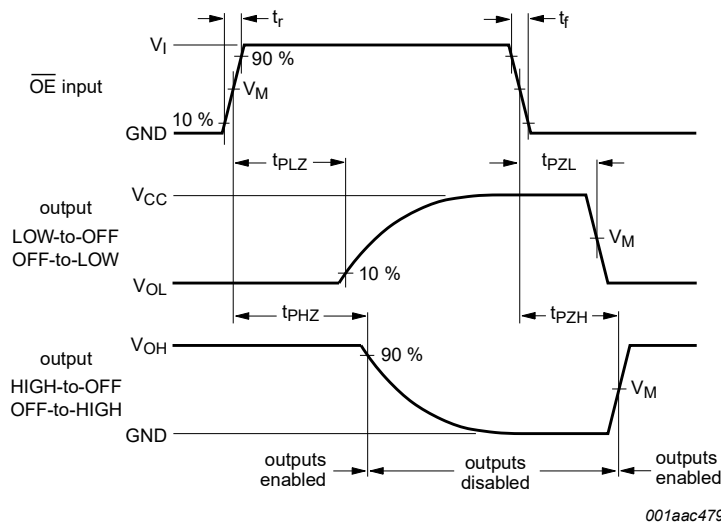 tr
tf
VI
90 %
OE input
VM
10 %
GND
tPLZ
tPZL
VCC
output
LOW-to-OFF
OFF-to-LOW
VM
10 %
VOL
tPHZ
tPZH
VOH
90 %
output
HIGH-to-OFF
OFF-to-HIGH
VM
GND
outputs
enabled
outputs
disabled
outputs
enabled
001aac479